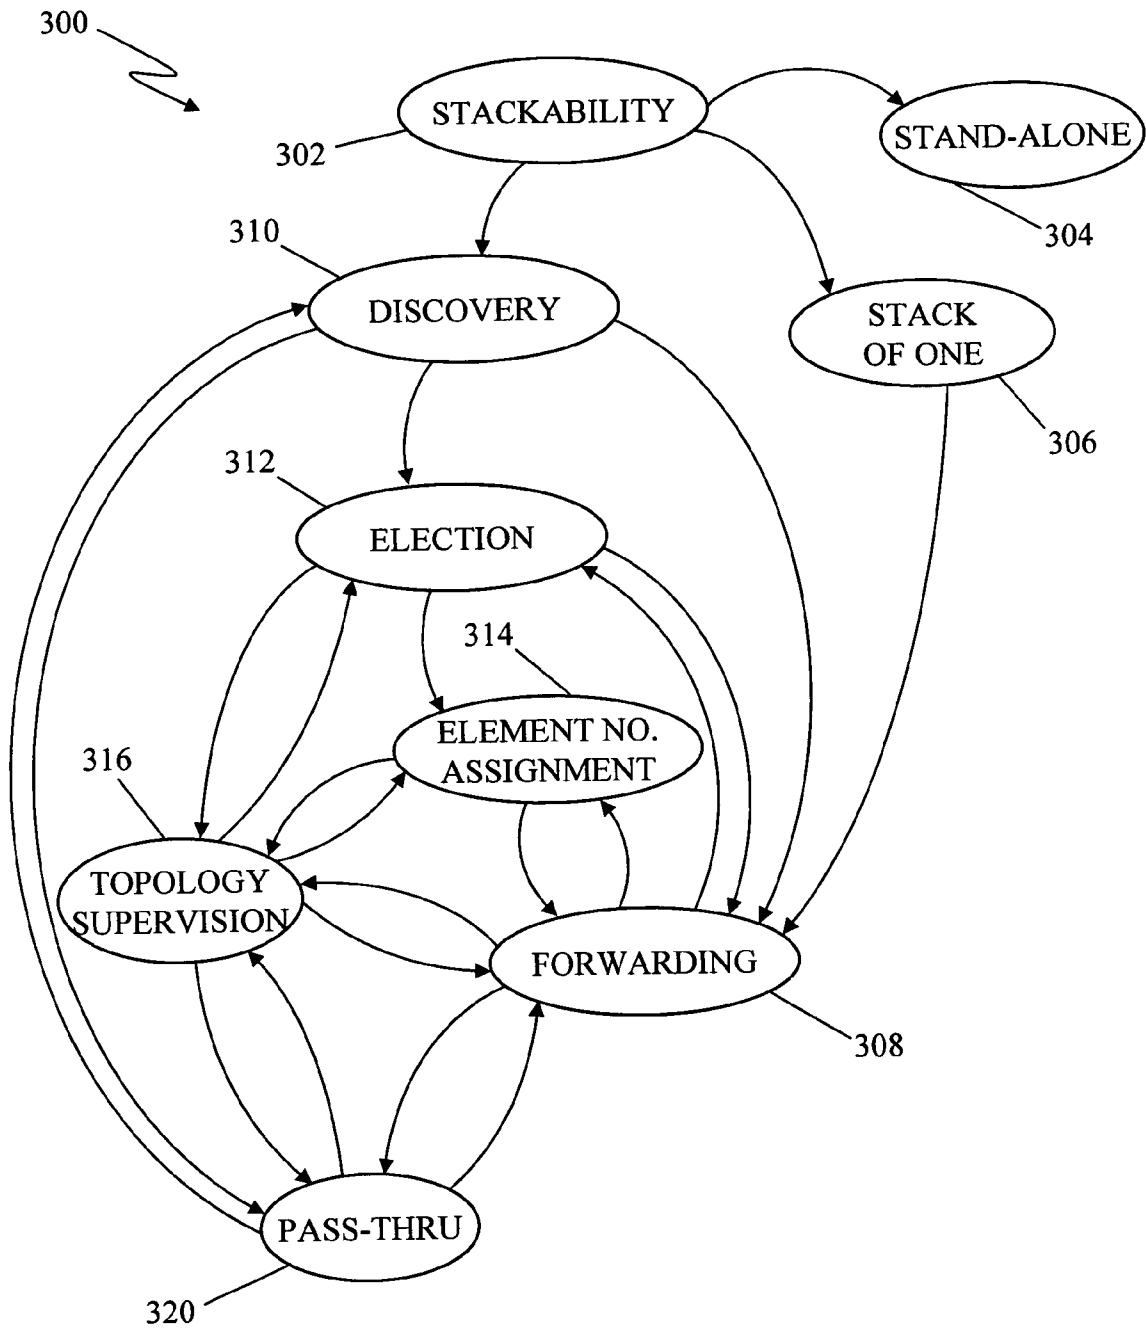 300
STACKABILITY
302
STAND-ALONE
304
310
DISCOVERY
STACK
OF ONE
306
312
ELECTION
314
ELEMENT NO.
ASSIGNMENT
316
TOPOLOGY
SUPERVISION
FORWARDING
308
PASS-THRU
320